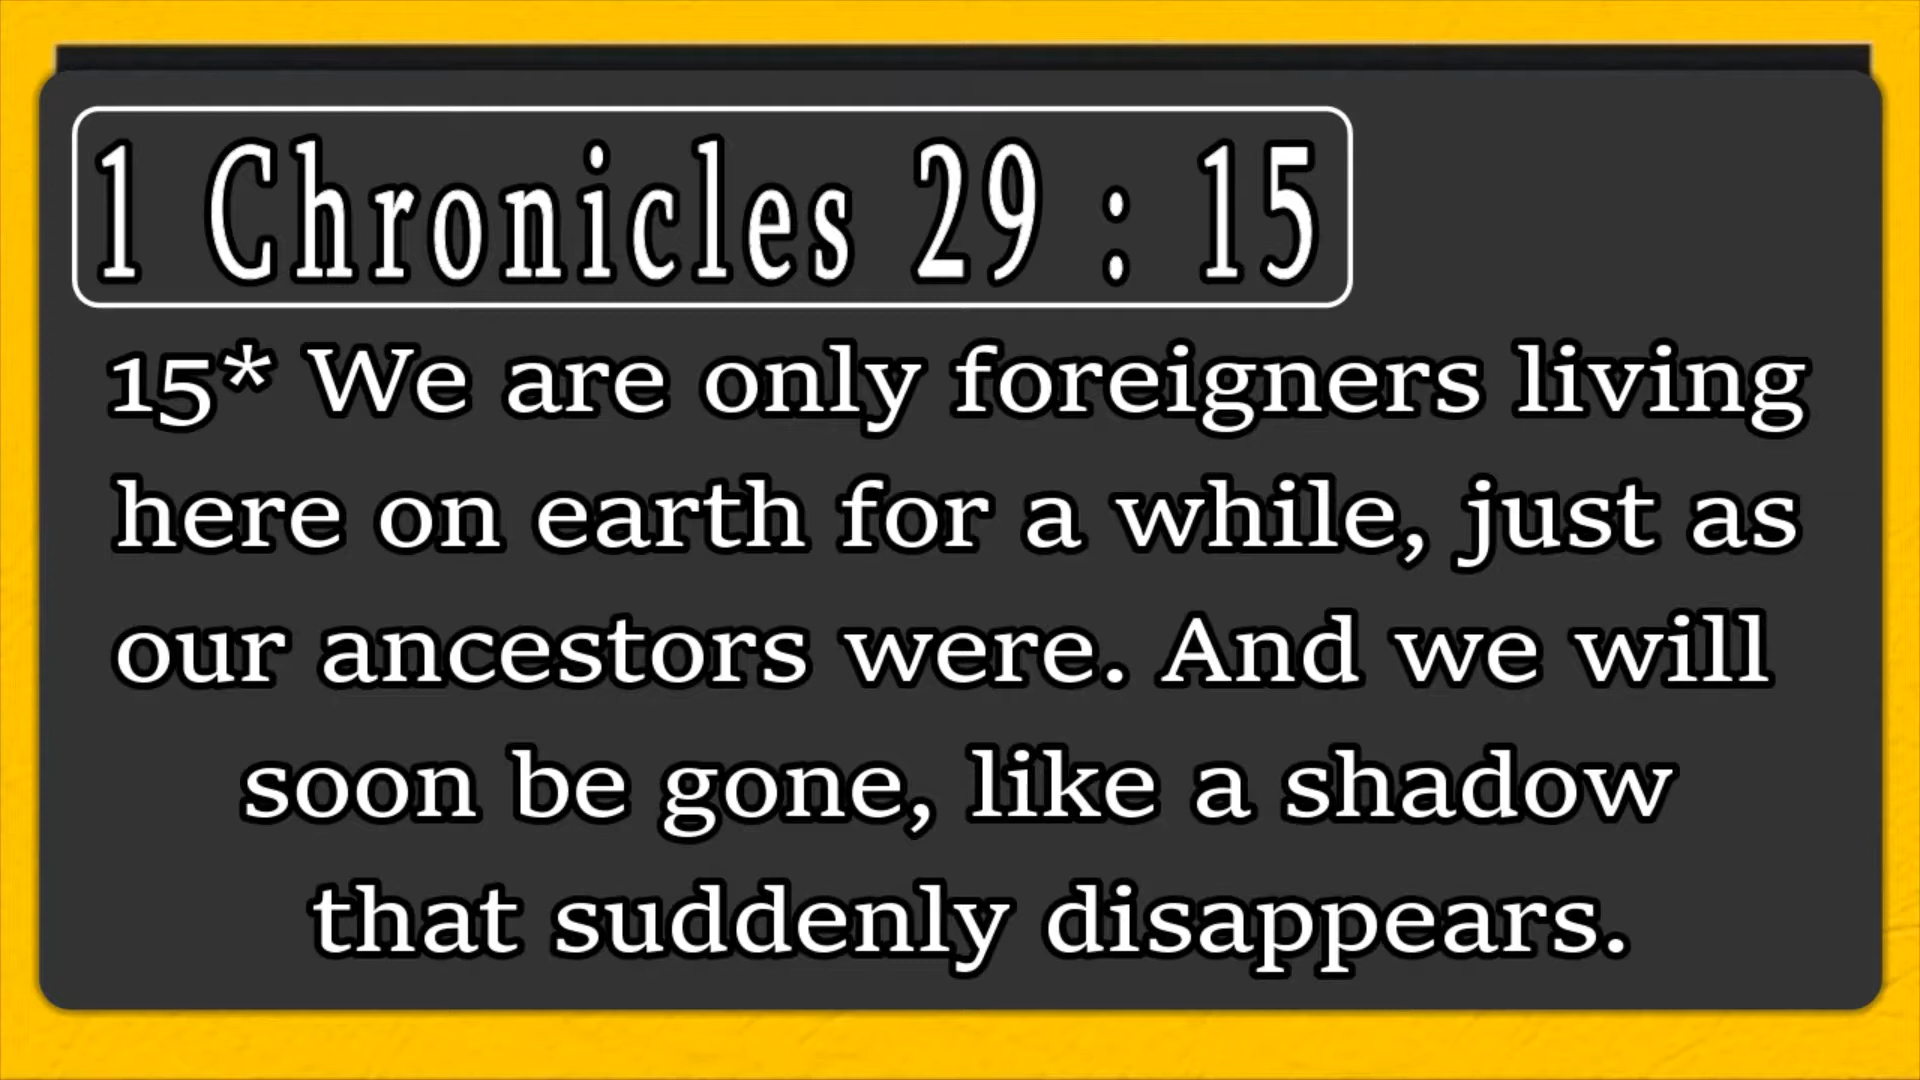 1 Chronicles 29 : 15
15* We are only foreigners living
here on earth for a while, just as
our ancestors were. And we will
soon be gone, like a shadow
that suddenly disappears.